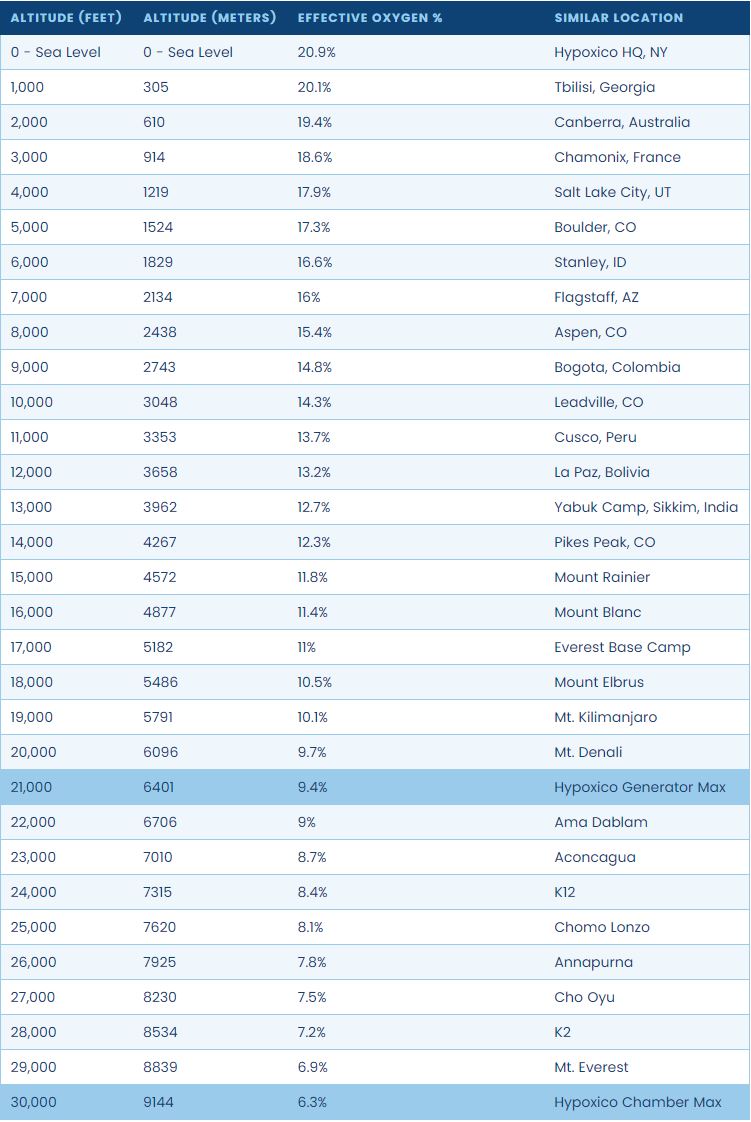 ALTITUDE (FEET) ALTITUDE (METERS) EFFECTIVE OXYGEN % SIMILAR LOCATION
0 - Sea Level 0 - Sea Level 20.9% Hypoxico HQ, NY
1,000 305 20.1% Tbilisi, Georgia
2,000 610 19.4% Canberra, Australia
3,000 914 18.6% Chamonix, France
4,000 1219 17.9% Salt Lake City, UT
5,000 1524 17.3% Boulder, CO
6,000 1829 16.6% Stanley, ID
7,000 2134 16% Flagstaff, AZ
8,000 2438 15.4% Aspen, CO
9,000 2743 14.8% Bogota, Colombia
10,000 3048 14.3% Leadville, CO
11,000 3353 13.7% Cusco, Peru
12,000 3658 13.2% La Paz, Bolivia
13,000 3962 12.7% Yabuk Camp, Sikkim, India
14,000 4267 12.3% Pikes Peak, CO
15,000 4572 11.8% Mount Rainier
16,000 4877 11.4% Mount Blanc
17,000 5182 11% Everest Base Camp
18,000 5486 10.5% Mount Elbrus
19,000 5791 10.1% Mt. Kilimanjaro
20,000 6096 9.7% Mt. Denali
21,000 6401 9.4% Hypoxico Generator Max
22,000 6706 9% Ama Dablam
23,000 7010 8.7% Aconcagua
24,000 7315 8.4% K12
25,000 7620 8.1% Chomo Lonzo
26,000 7925 7.8% Annapurna
27,000 8230 7.5% Cho Oyu
28,000 8534 7.2% K2
29,000 8839 6.9% Mt. Everest
30,000 9144 6.3% Hypoxico Chamber Max